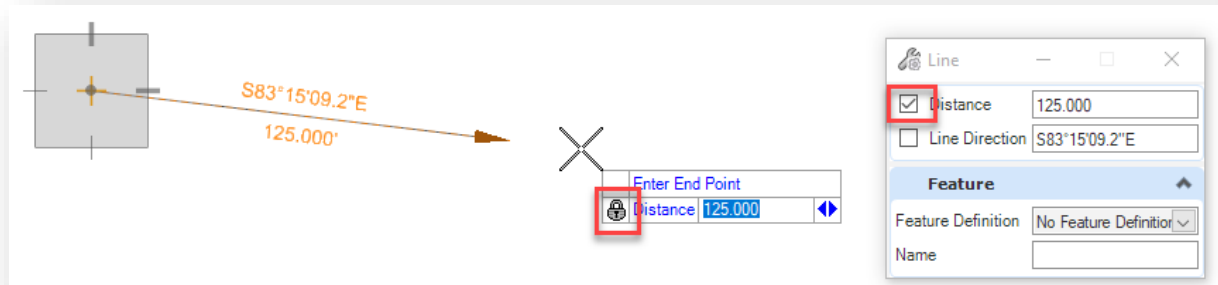 S83°15'09.2"E
125.000'
Enter End Point
Distance 125.000
Line
Distance 125.000
Line Direction S83°15'09.2"E
Feature
Feature Definition No Feature Definition
Name